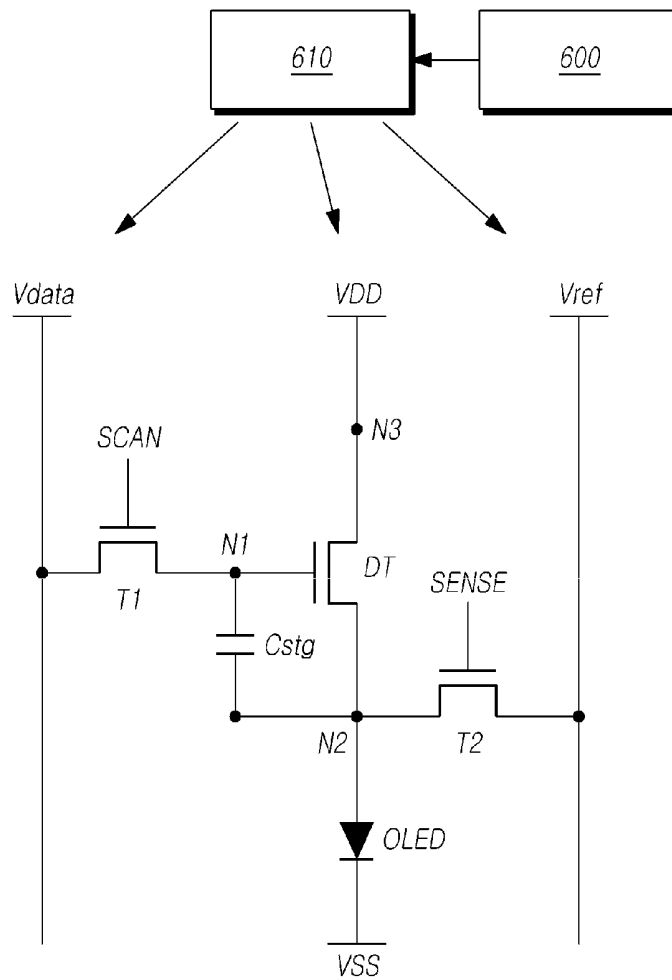 610
600
Vdata
VDD
Vref
SCAN
N3
N1
DT
T1
SENSE
Cstg
N2
T2
OLED
VSS